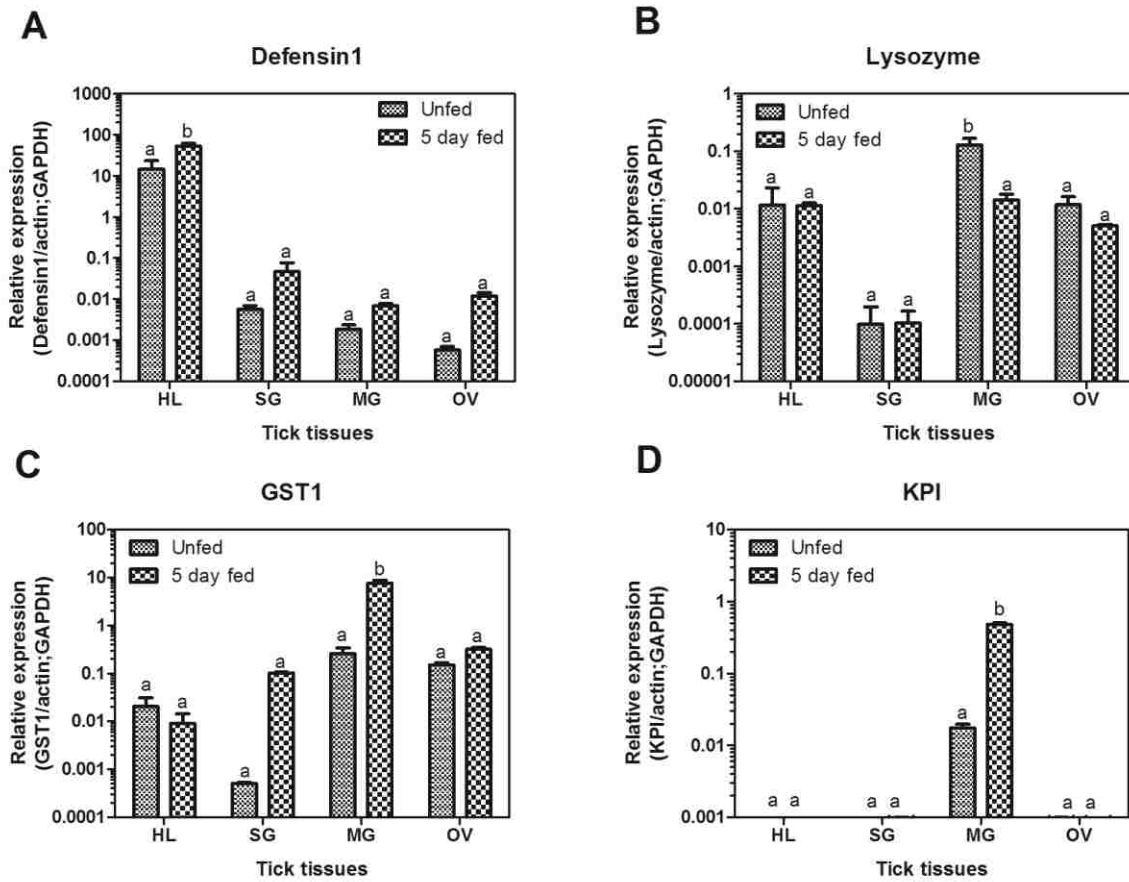 A
Defensin1
Relative expression
(Defensin1/actin;GAPDH)
1000
100
10
1
0.1
0.01
0.001
0.0001
Unfed
5 day fed
a b a a a a a a
HL SG MG OV
Tick tissues
B
Lysozyme
Relative expression
(Lysozyme/actin;GAPDH)
1
0.1
0.01
0.001
0.0001
0.00001
Unfed
5 day fed
a a a a b a a a
HL SG MG OV
Tick tissues
C
GST1
Relative expression
(GST1/actin;GAPDH)
100
10
1
0.1
0.01
0.001
0.0001
Unfed
5 day fed
a a a a a b a a
HL SG MG OV
Tick tissues
D
KPI
Relative expression
(KPI/actin;GAPDH)
10
1
0.1
0.01
0.001
Unfed
5 day fed
a a a a a b a a
HL SG MG OV
Tick tissues